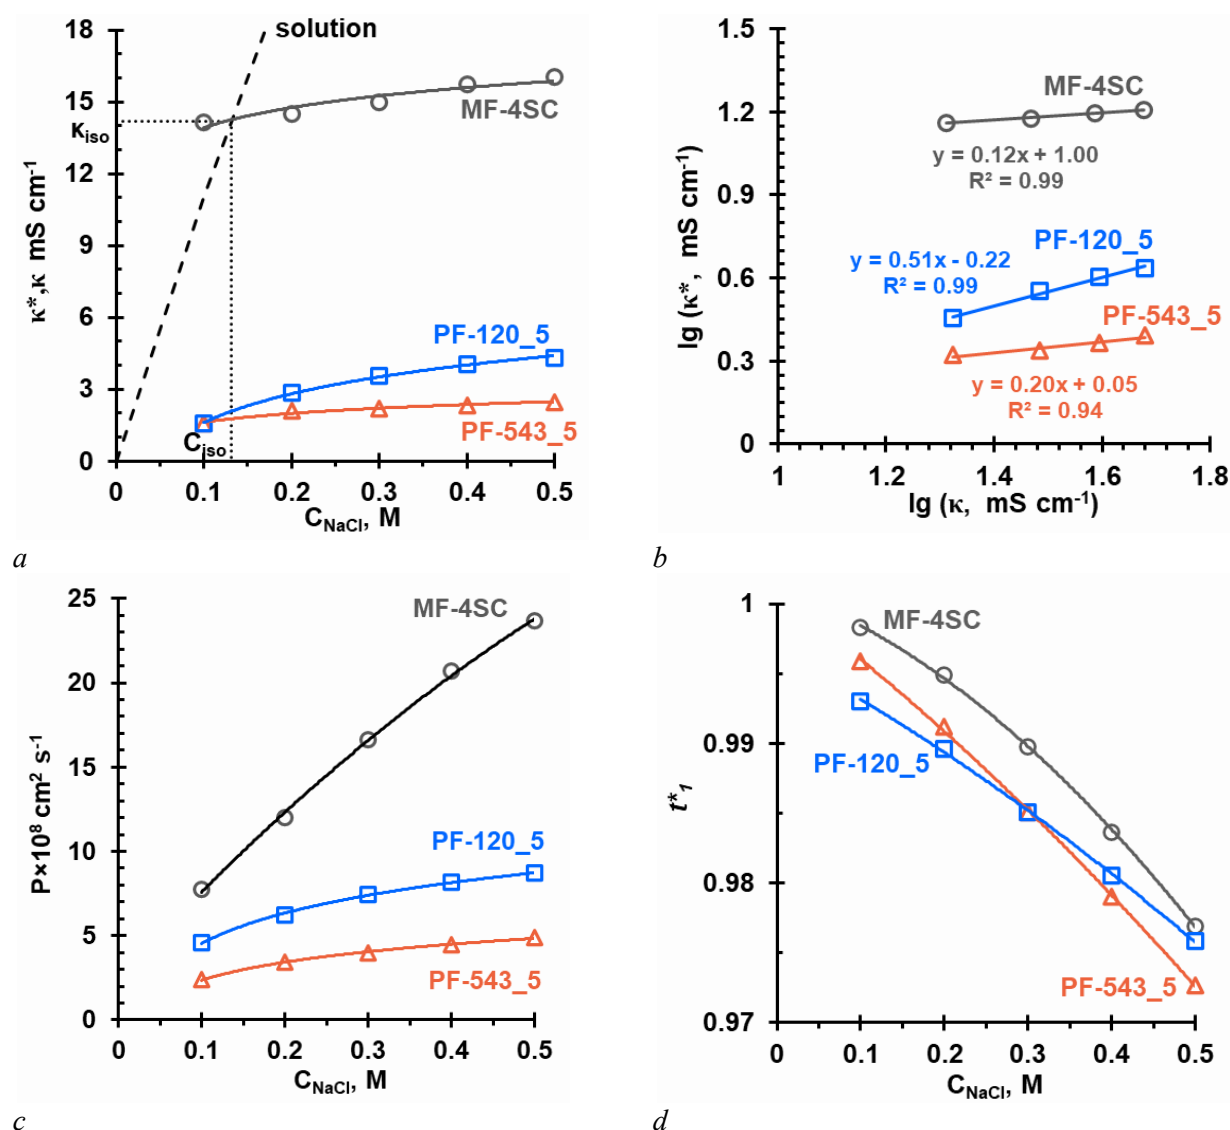 18
15
12
9
6
3
0
κ*,κ mS cm⁻¹
solution
MF-4SC
κiso
PF-120_5
PF-543_5
Ciso
0 0.1 0.2 0.3 0.4 0.5
CNaCl, M
a
1.5
1.2
0.9
0.6
0.3
0
lg (κ*, mS cm⁻¹)
MF-4SC
y = 0.12x + 1.00
R² = 0.99
PF-120_5
y = 0.51x - 0.22
R² = 0.99
PF-543_5
y = 0.20x + 0.05
R² = 0.94
1 1.2 1.4 1.6 1.8
lg (κ, mS cm⁻¹)
b
25
20
15
10
5
0
P×10⁸ cm² s⁻¹
MF-4SC
PF-120_5
PF-543_5
0 0.1 0.2 0.3 0.4 0.5
CNaCl, M
c
1
0.99
0.98
0.97
t*1
MF-4SC
PF-120_5
PF-543_5
0 0.1 0.2 0.3 0.4 0.5
CNaCl, M
d